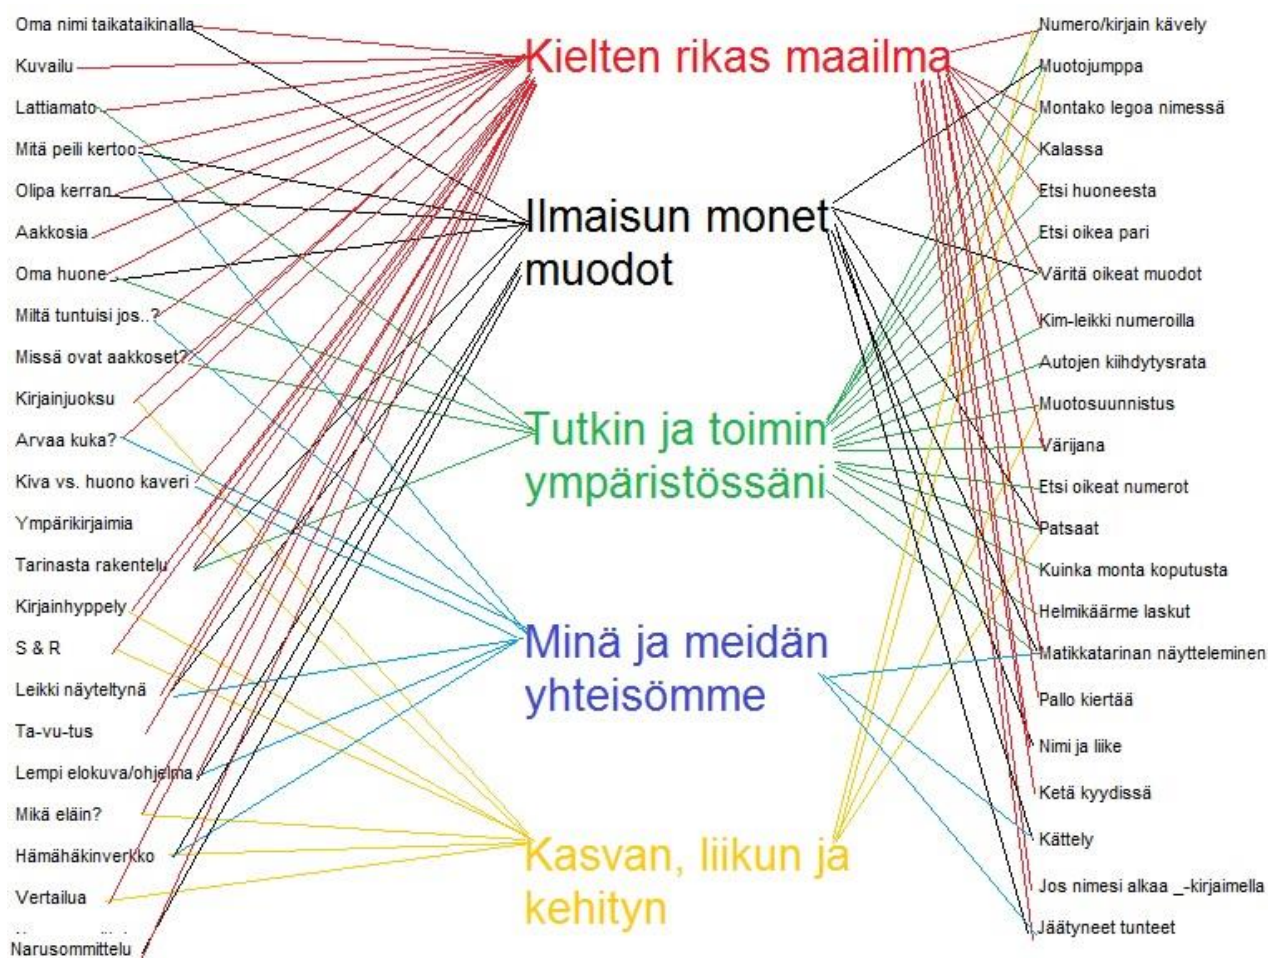 Oma nimi taikataikinalla
Kuvailu
Lattiamato
Mitä peili kertoo
Olipa kerran
Aakkosia
Oma huone
Miltä tuntuisi jos..?
Missä ovat aakkoset?
Kirjainjuoksu
Arvaa kuka?
Kiva vs. huono kaveri
Ympärikirjaimia
Tarinasta rakentelu
Kirjainhyppely
S & R
Leikki näyteltynä
Ta-vu-tus
Lempi elokuva/ohjelma
Mikä eläin?
Hämähäkinverkko
Vertailua
Narusommittelu
Kielten rikas maailma
Ilmaisun monet
muodot
Tutkin ja toimin
ympäristössäni
Minä ja meidän
yhteisömme
Kasvan, liikun ja
kehityn
Numero/kirjain kävely
Muotojumppa
Montako legoa nimessä
Kalassa
Etsi huoneesta
Etsi oikea pari
Väritä oikeat muodot
Kim-leikki numeroilla
Autojen kiihdytysrata
Muotosuunnistus
Värijana
Etsi oikeat numerot
Patsaat
Kuinka monta koputusta
Helmikäärme laskut
Matikkatarinan näytteleminen
Pallo kiertää
Nimi ja liike
Ketä kyydissä
Kättely
Jos nimesi alkaa _-kirjaimella
Jäätyneet tunteet